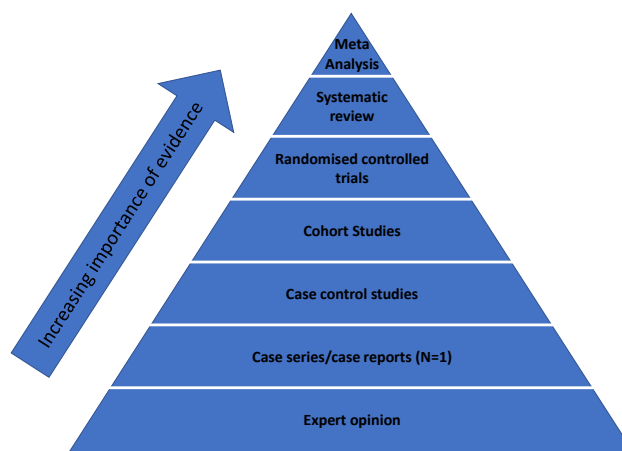 Meta
Analysis
Systematic
review
Randomised controlled
trials
Cohort Studies
Case control studies
Case series/case reports (N=1)
Expert opinion
Increasing importance of evidence